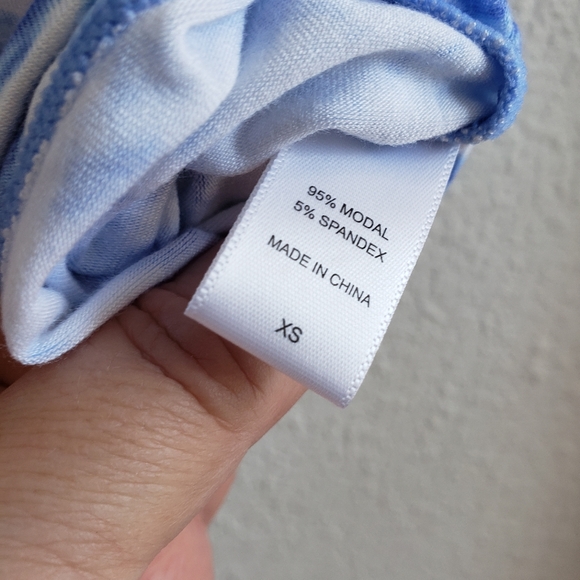 95% MODAL
5% SPANDEX
MADE IN CHINA
XS